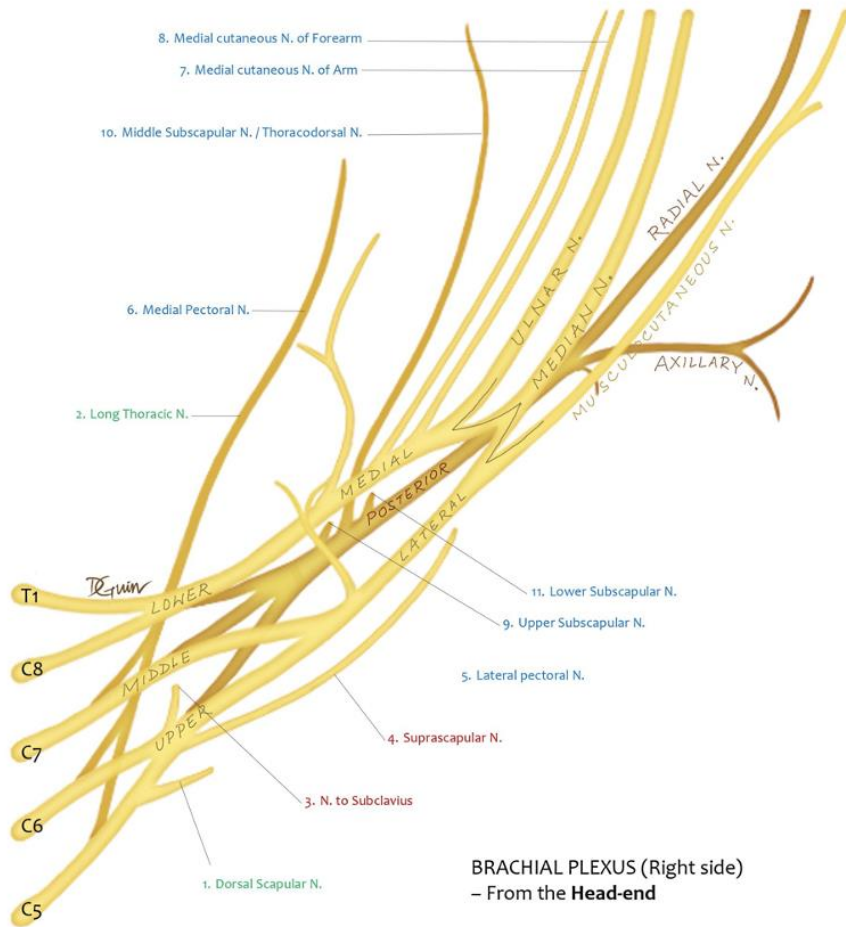 8. Medial cutaneous N. of Forearm
7. Medial cutaneous N. of Arm
10. Middle Subscapular N. / Thoracodorsal N.
RADIAL N.
ULNAR N.
MEDIAN N.
MUSCULOCUTANEOUS N.
6. Medial Pectoral N.
AXILLARY N.
2. Long Thoracic N.
MEDIAL
POSTERIOR
LATERAL
DGuin
T1
LOWER
11. Lower Subscapular N.
9. Upper Subscapular N.
C8
MIDDLE
5. Lateral pectoral N.
UPPER
4. Suprascapular N.
C7
3. N. to Subclavius
C6
1. Dorsal Scapular N.
C5
BRACHIAL PLEXUS (Right side)
– From the Head-end